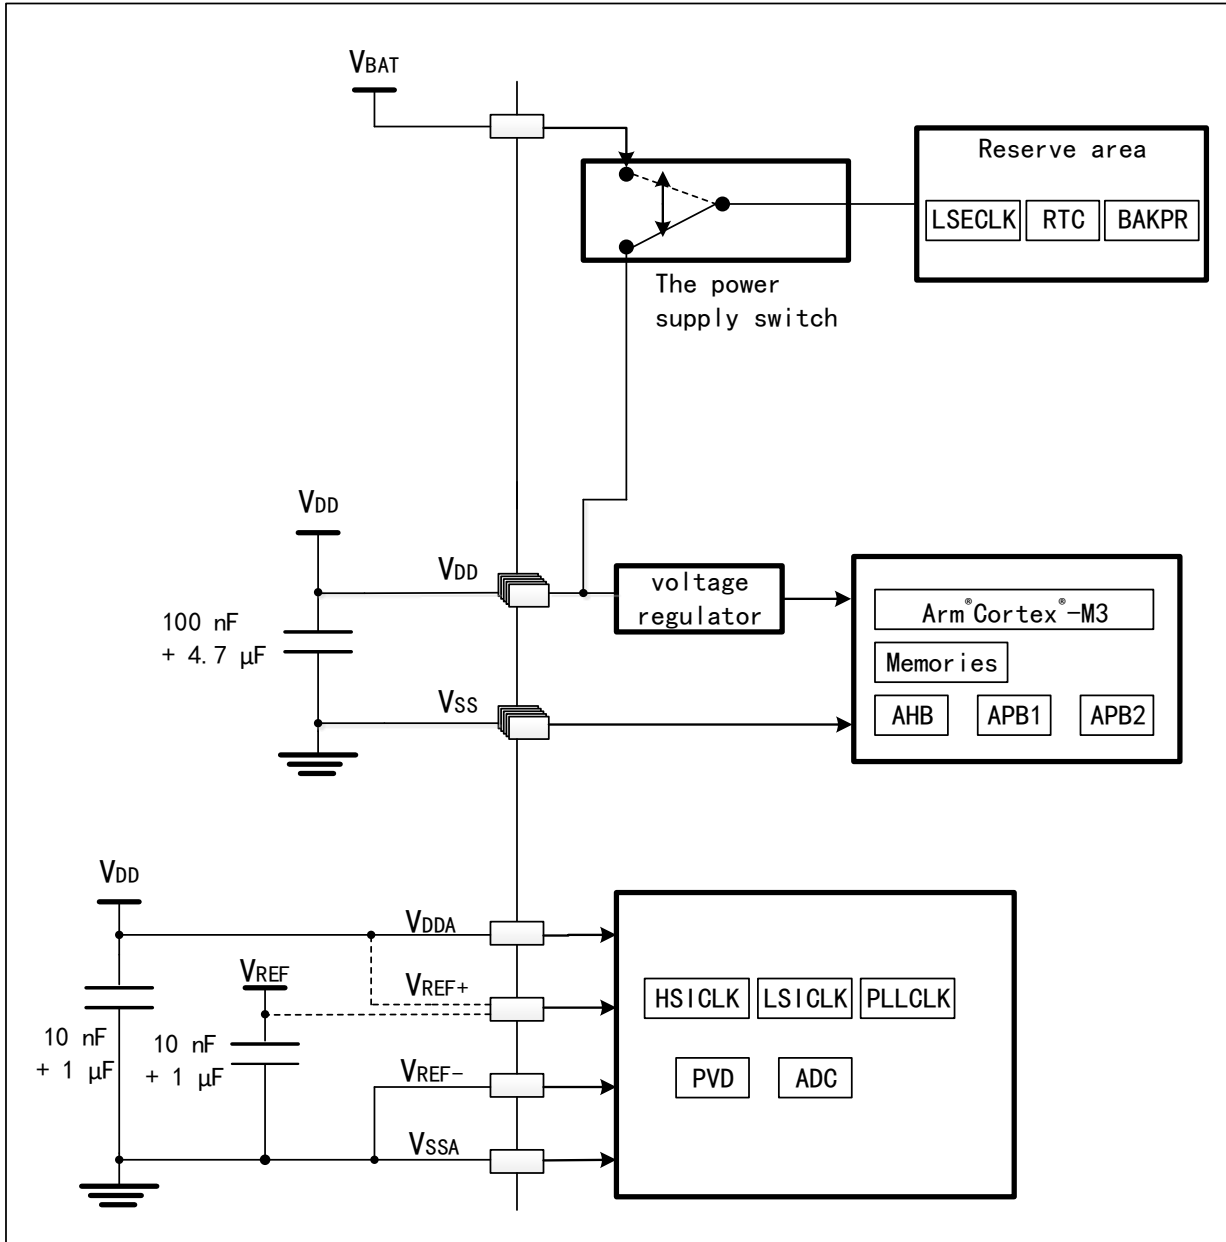 VBAT
Reserve area
LSECLK RTC BAKPR
The power
supply switch
VDD
VDD
voltage
regulator
100 nF
+ 4.7 μF
Arm®Cortex®-M3
Memories
VSS
AHB APB1 APB2
VDD
VDDA
VREF
VREF+
HSICLK LSICLK PLLCLK
10 nF
+ 1 μF
10 nF
+ 1 μF
VREF-
PVD ADC
VSSA